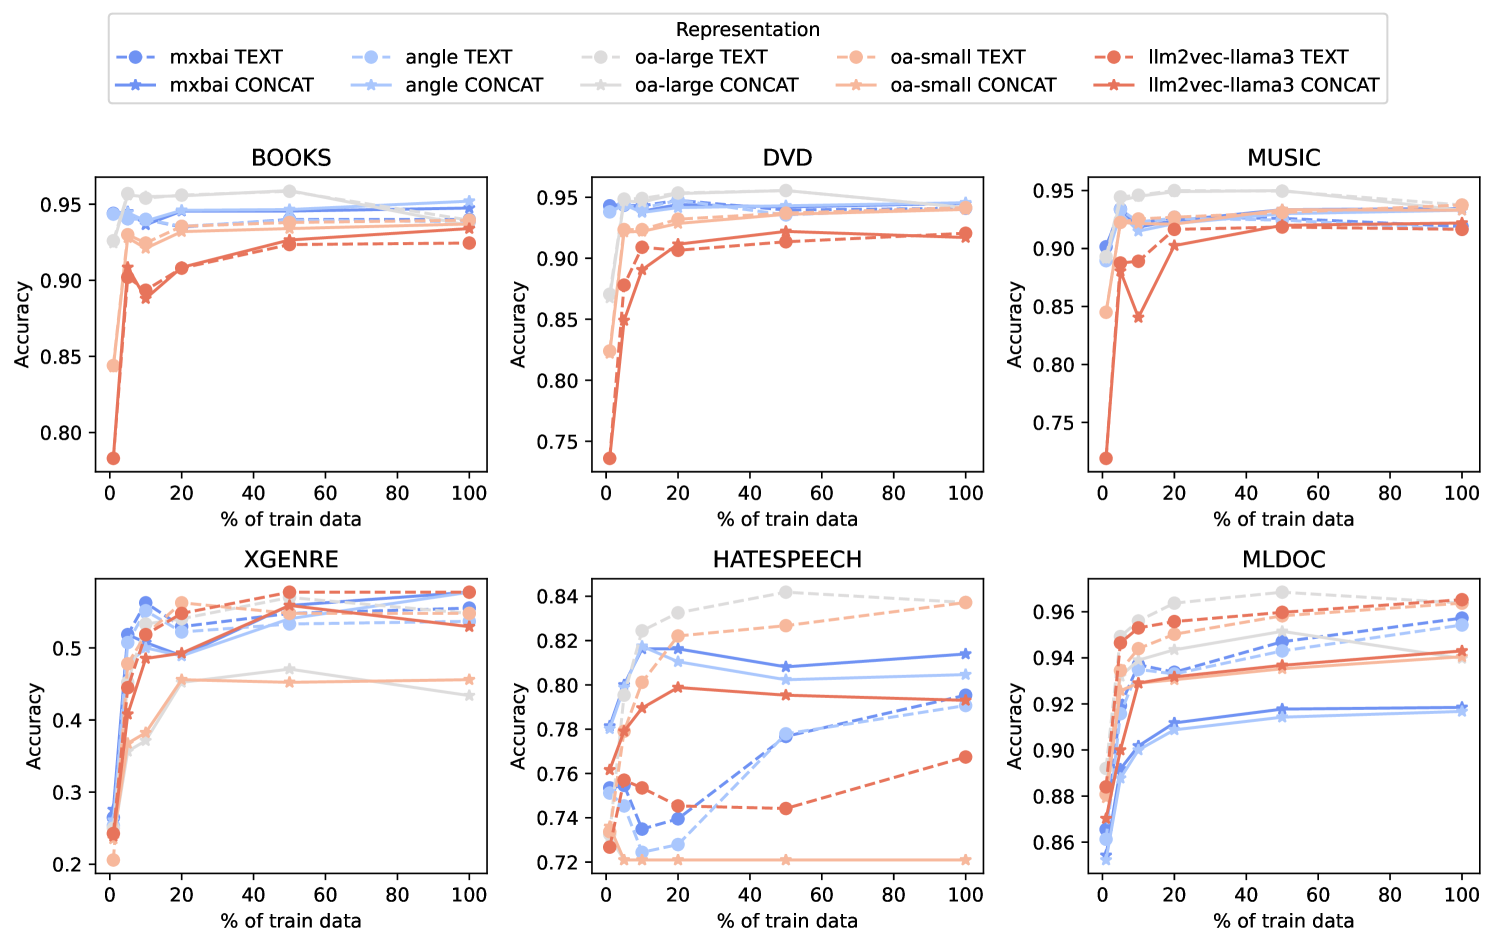 Representation
mxbai TEXT angle TEXT oa-large TEXT oa-small TEXT llm2vec-llama3 TEXT
mxbai CONCAT angle CONCAT oa-large CONCAT oa-small CONCAT llm2vec-llama3 CONCAT
BOOKS
Accuracy
0.95
0.90
0.85
0.80
0 20 40 60 80 100
% of train data
DVD
Accuracy
0.95
0.90
0.85
0.80
0.75
0 20 40 60 80 100
% of train data
MUSIC
Accuracy
0.95
0.90
0.85
0.80
0.75
0 20 40 60 80 100
% of train data
XGENRE
Accuracy
0.5
0.4
0.3
0.2
0 20 40 60 80 100
% of train data
HATESPEECH
Accuracy
0.84
0.82
0.80
0.78
0.76
0.74
0.72
0 20 40 60 80 100
% of train data
MLDOC
Accuracy
0.96
0.94
0.92
0.90
0.88
0.86
0 20 40 60 80 100
% of train data